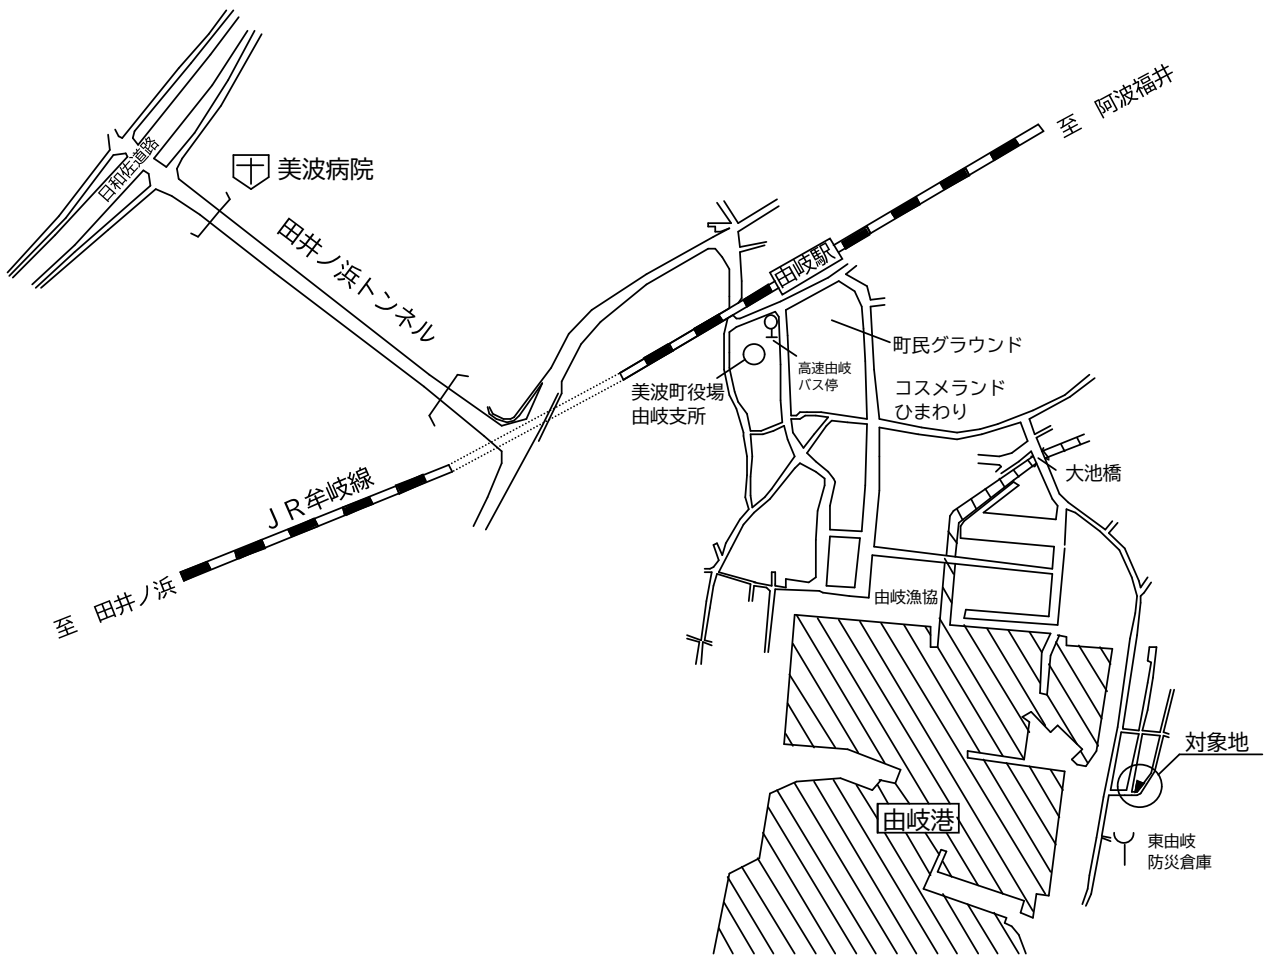 至　阿波福井
日和佐道路
美波病院
田井ノ浜トンネル
由岐駅
町民グラウンド
高速由岐
バス停
美波町役場
由岐支所
コスメランド
ひまわり
大池橋
ＪＲ牟岐線
至　田井ノ浜
由岐漁協
対象地
由岐港
東由岐
防災倉庫